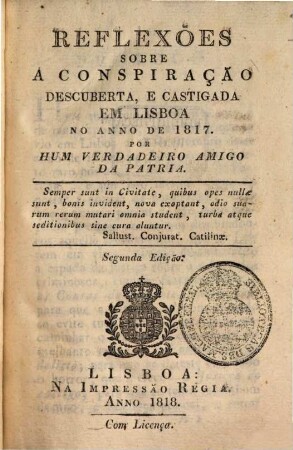 REFLEXÕES
SOBRE
A CONSPIRAÇÃO
DESCUBERTA, E CASTIGADA
EM LISBOA
NO ANNO DE 1817.
POR
HUM VERDADEIRO AMIGO
DA PATRIA.
Semper sunt in Civitate, quibus opes nullæ
sunt, bonis invident, nova exoptant, odio sua-
rum rerum mutari omnia student, turba atque
seditionibus sine cura aluntur.
Sallust. Conjurat. Catilinæ.
Segunda Edição.
LISBOA:
NA IMPRESSÃO REGIA.
ANNO 1818.
Com Licença.